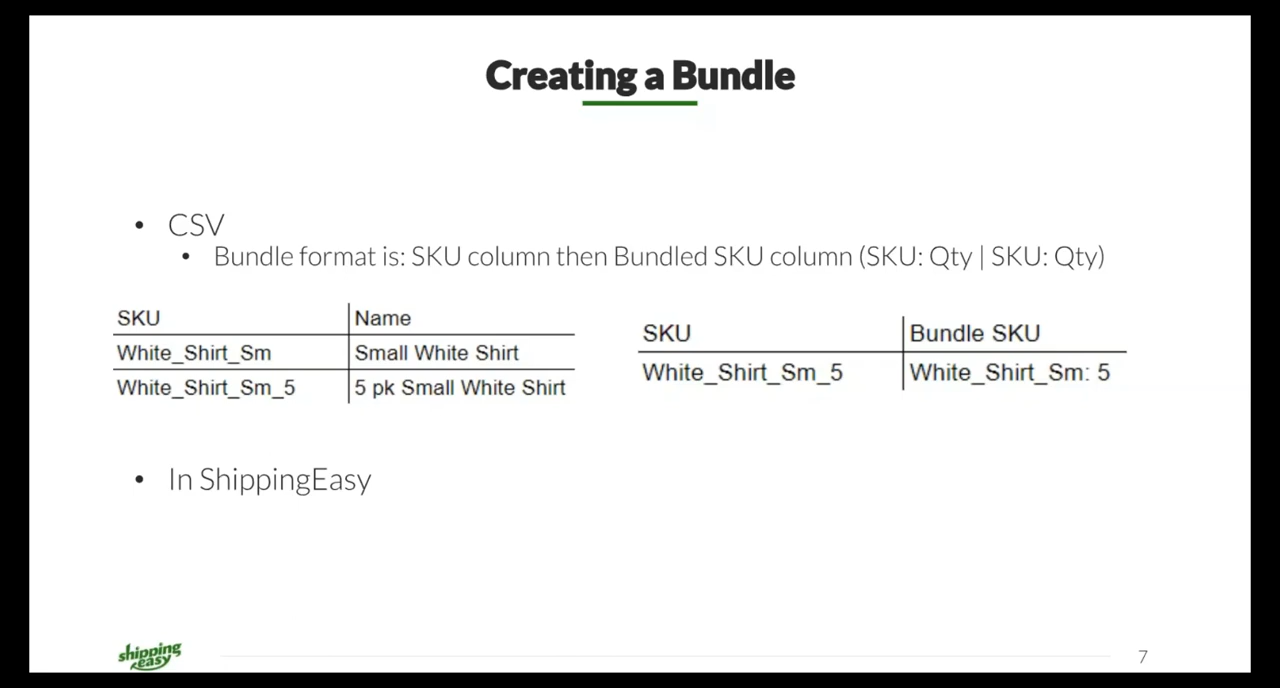 Creating a Bundle
• CSV
• Bundle format is: SKU column then Bundled SKU column (SKU: Qty | SKU: Qty)
SKU Name
White_Shirt_Sm Small White Shirt
White_Shirt_Sm_5 5 pk Small White Shirt
SKU Bundle SKU
White_Shirt_Sm_5 White_Shirt_Sm: 5
• In ShippingEasy
shipping
easy
7